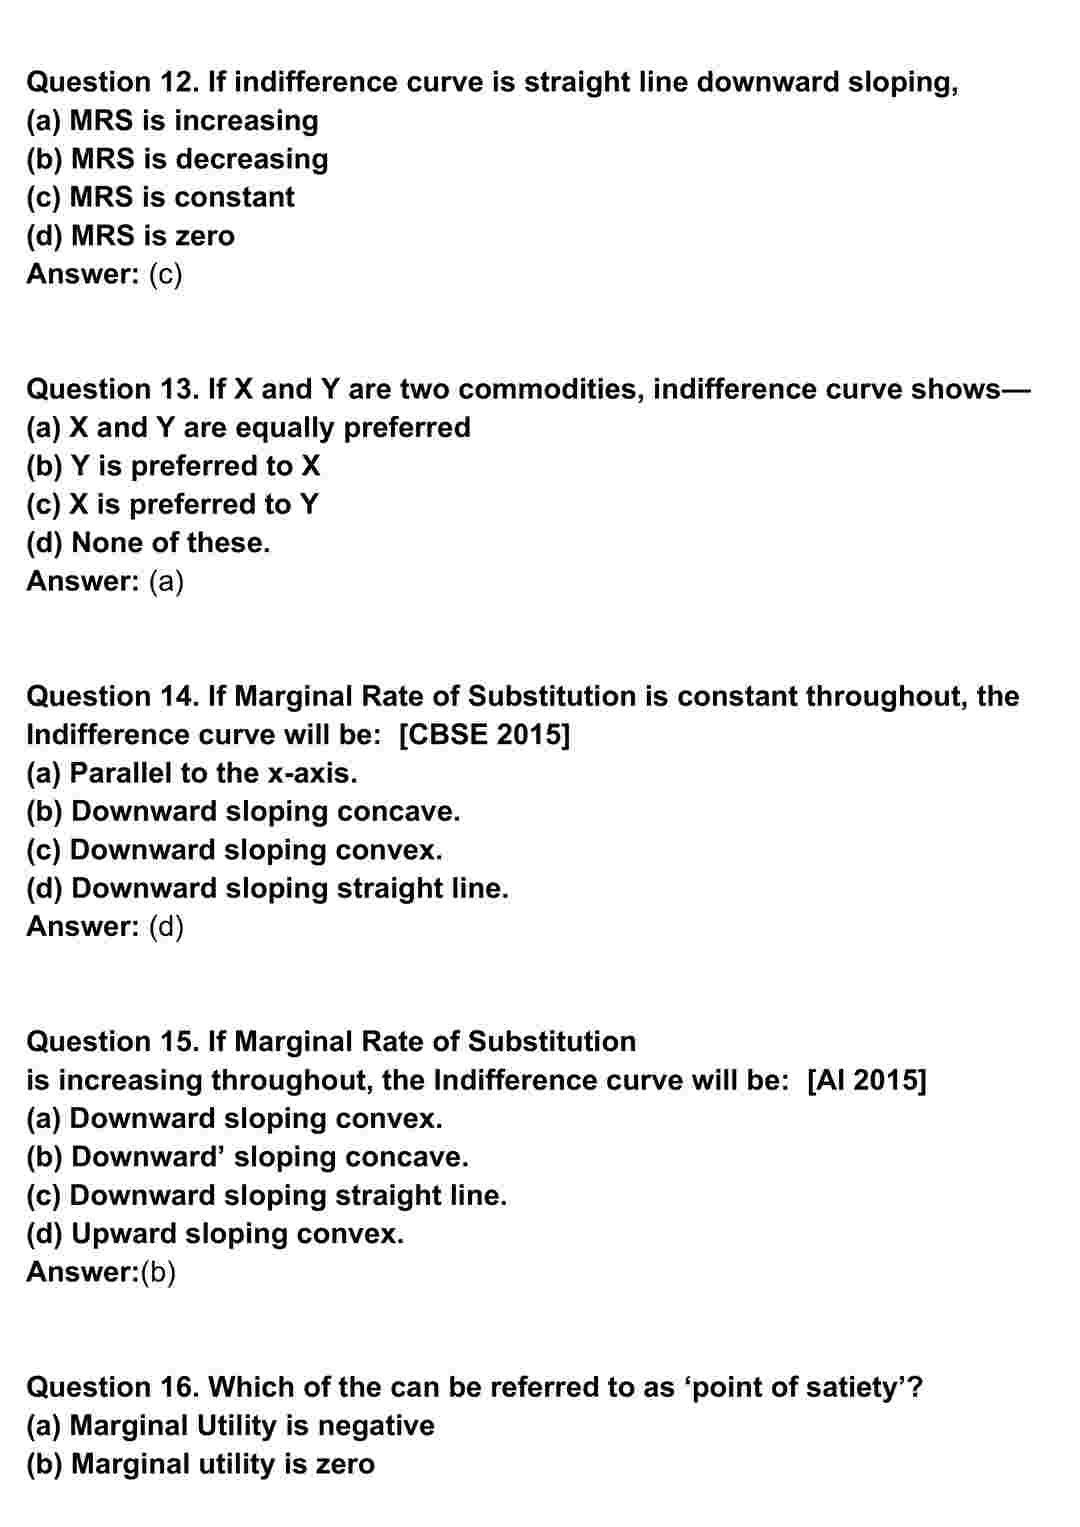 Question 12. If indifference curve is straight line downward sloping,
(a) MRS is increasing
(b) MRS is decreasing
(c) MRS is constant
(d) MRS is zero
Answer: (c)
Question 13. If X and Y are two commodities, indifference curve shows—
(a) X and Y are equally preferred
(b) Y is preferred to X
(c) X is preferred to Y
(d) None of these.
Answer: (a)
Question 14. If Marginal Rate of Substitution is constant throughout, the
Indifference curve will be:  [CBSE 2015]
(a) Parallel to the x-axis.
(b) Downward sloping concave.
(c) Downward sloping convex.
(d) Downward sloping straight line.
Answer: (d)
Question 15. If Marginal Rate of Substitution
is increasing throughout, the Indifference curve will be:  [AI 2015]
(a) Downward sloping convex.
(b) Downward’ sloping concave.
(c) Downward sloping straight line.
(d) Upward sloping convex.
Answer:(b)
Question 16. Which of the can be referred to as ‘point of satiety’?
(a) Marginal Utility is negative
(b) Marginal utility is zero